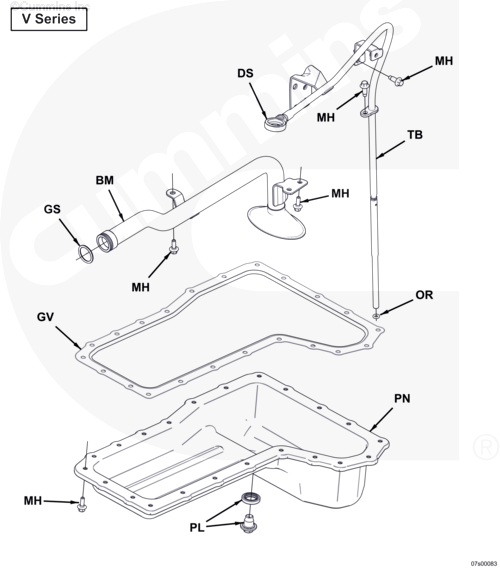 ©Cummins Inc
V Series
DS
MH
MH
TB
BM
GS
MH
MH
OR
GV
PN
MH
PL
cummins
®
07s00083